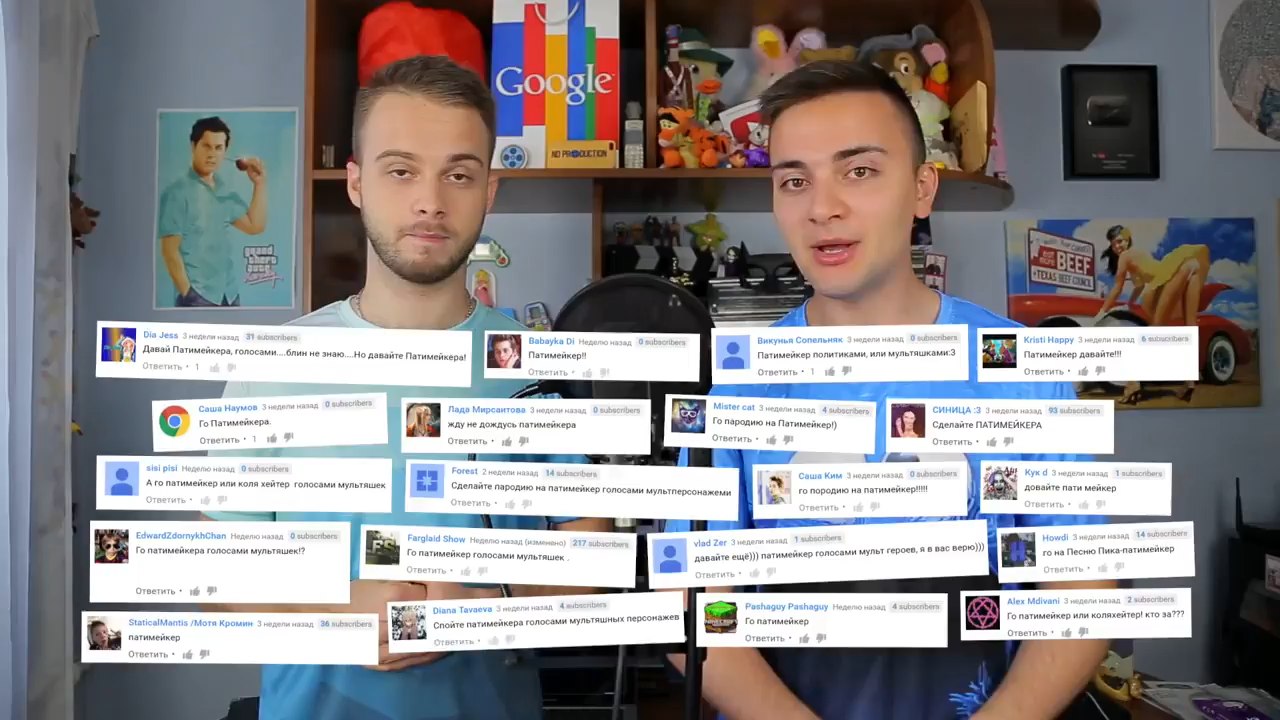 Google
NO PRODUCTION
grand
theft
auto
BEEF
TEXAS BEEF COUNCIL
Dia Jess 3 недели назад 31 subscribers
Давай Патимейкера, голосами....блин не знаю....Но давайте Патимейкера!
Ответить • 1
Babayka Di Неделю назад 0 subscribers
Патимейкер!!
Ответить •
Викунья Сопельняк 3 недели назад 0 subscribers
Патимейкер политиками, или мультяшками:3
Ответить • 1
Kristi Happy 3 недели назад 6 subscribers
Патимейкер давайте!!!
Ответить •
Саша Наумов 3 недели назад 0 subscribers
Го Патимейкера.
Ответить • 1
Лада Мирсаитова 3 недели назад 0 subscribers
жду не дождусь патимейкера
Ответить •
Mister cat 3 недели назад 4 subscribers
Го пародию на Патимейкер!)
Ответить •
СИНИЦА :3 3 недели назад 93 subscribers
Сделайте ПАТИМЕЙКЕРА
Ответить •
sisi pisi Неделю назад 0 subscribers
А го патимейкер или коля хейтер голосами мультяшек
Ответить •
Forest 2 недели назад 14 subscribers
Сделайте пародию на патимейкер голосами мультперсонажеми
Ответить •
Саша Ким 3 недели назад 0 subscribers
го породию на патимейкер!!!!!
Ответить •
Кук d 3 недели назад 1 subscribers
довайте пати мейкер
Ответить •
EdwardZdornykhChan Неделю назад 0 subscribers
Го патимейкера голосами мультяшек!?
Ответить •
Farglaid Show Неделю назад (изменено) 217 subscribers
Го патимейкер голосами мультяшек .
Ответить •
vlad Zer 3 недели назад 1 subscribers
давайте ещё))) патимейкер голосами мульт героев, я в вас верю)))
Ответить •
Howdi 3 недели назад 14 subscribers
го на Песню Пика-патимейкер
Ответить •
StaticalMantis /Мотя Кромин 3 недели назад 36 subscribers
патимейкер
Ответить •
Diana Tavaeva 3 недели назад 4 subscribers
Спойте патимейкера голосами мультяшных персонажев
Ответить •
Pashaguy Pashaguy Неделю назад 4 subscribers
Го патимейкер
Ответить •
Alex Mdivani 3 недели назад 2 subscribers
Го патимейкер или коляхейтер! кто за???
Ответить •